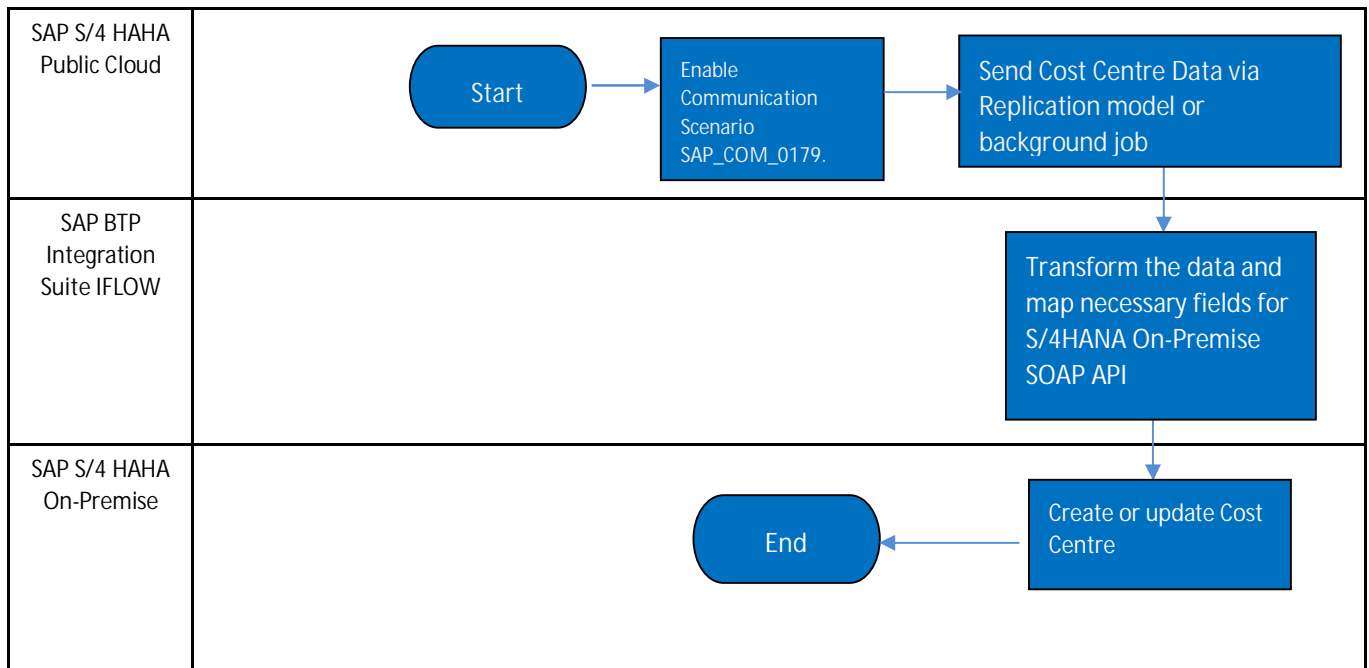 SAP S/4 HAHA
Public Cloud
Start
Enable
Communication
Scenario
SAP_COM_0179.
Send Cost Centre Data via
Replication model or
background job
SAP BTP
Integration
Suite IFLOW
Transform the data and
map necessary fields for
S/4HANA On-Premise
SOAP API
SAP S/4 HAHA
On-Premise
Create or update Cost
Centre
End